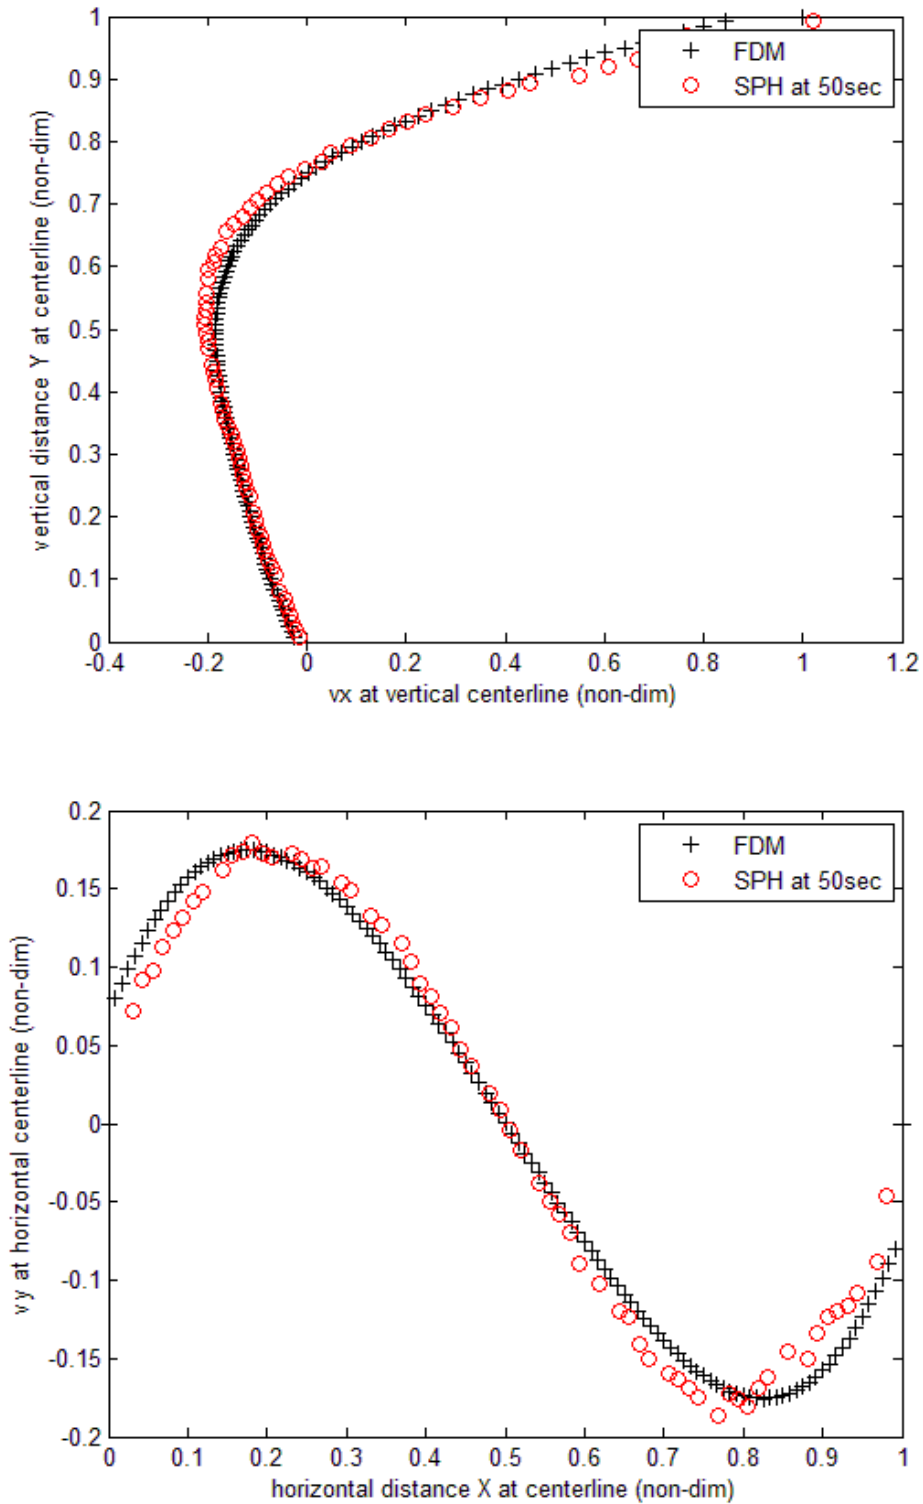 1
0.9
0.8
0.7
0.6
0.5
0.4
0.3
0.2
0.1
0
vertical distance Y at centerline (non-dim)
FDM
SPH at 50sec
-0.4 -0.2 0 0.2 0.4 0.6 0.8 1 1.2
vx at vertical centerline (non-dim)
0.2
0.15
0.1
0.05
0
-0.05
-0.1
-0.15
-0.2
vy at horizontal centerline (non-dim)
FDM
SPH at 50sec
0 0.1 0.2 0.3 0.4 0.5 0.6 0.7 0.8 0.9 1
horizontal distance X at centerline (non-dim)